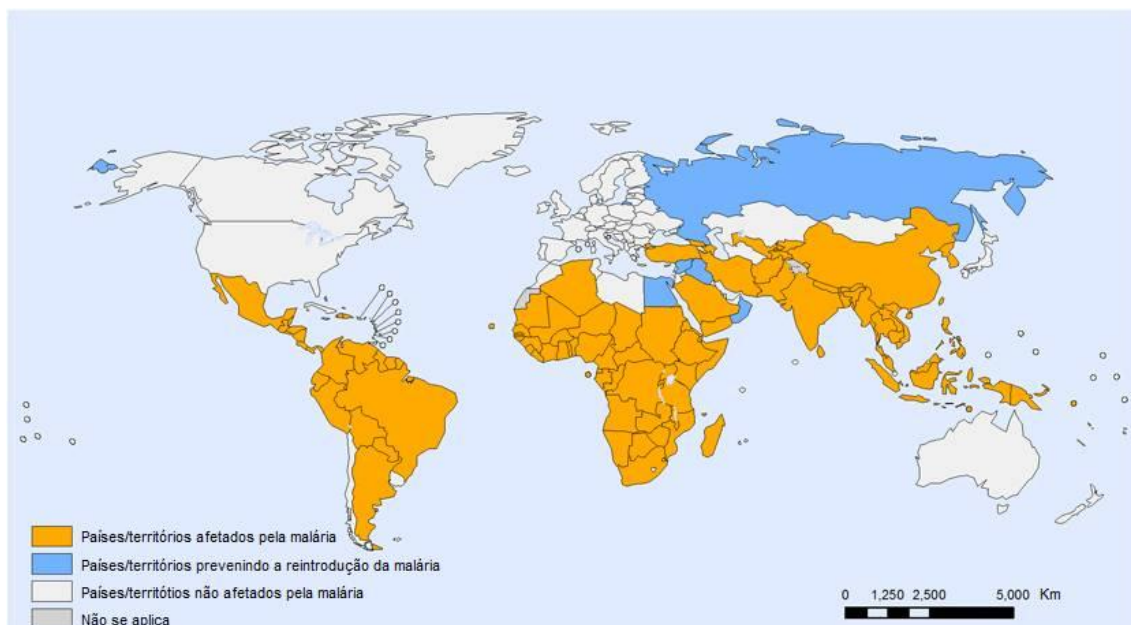 Países/territórios afetados pela malária
Países/territórios prevenindo a reintrodução da malária
Países/territótios não afetados pela malária
Não se aplica
0 1,250 2,500 5,000 Km